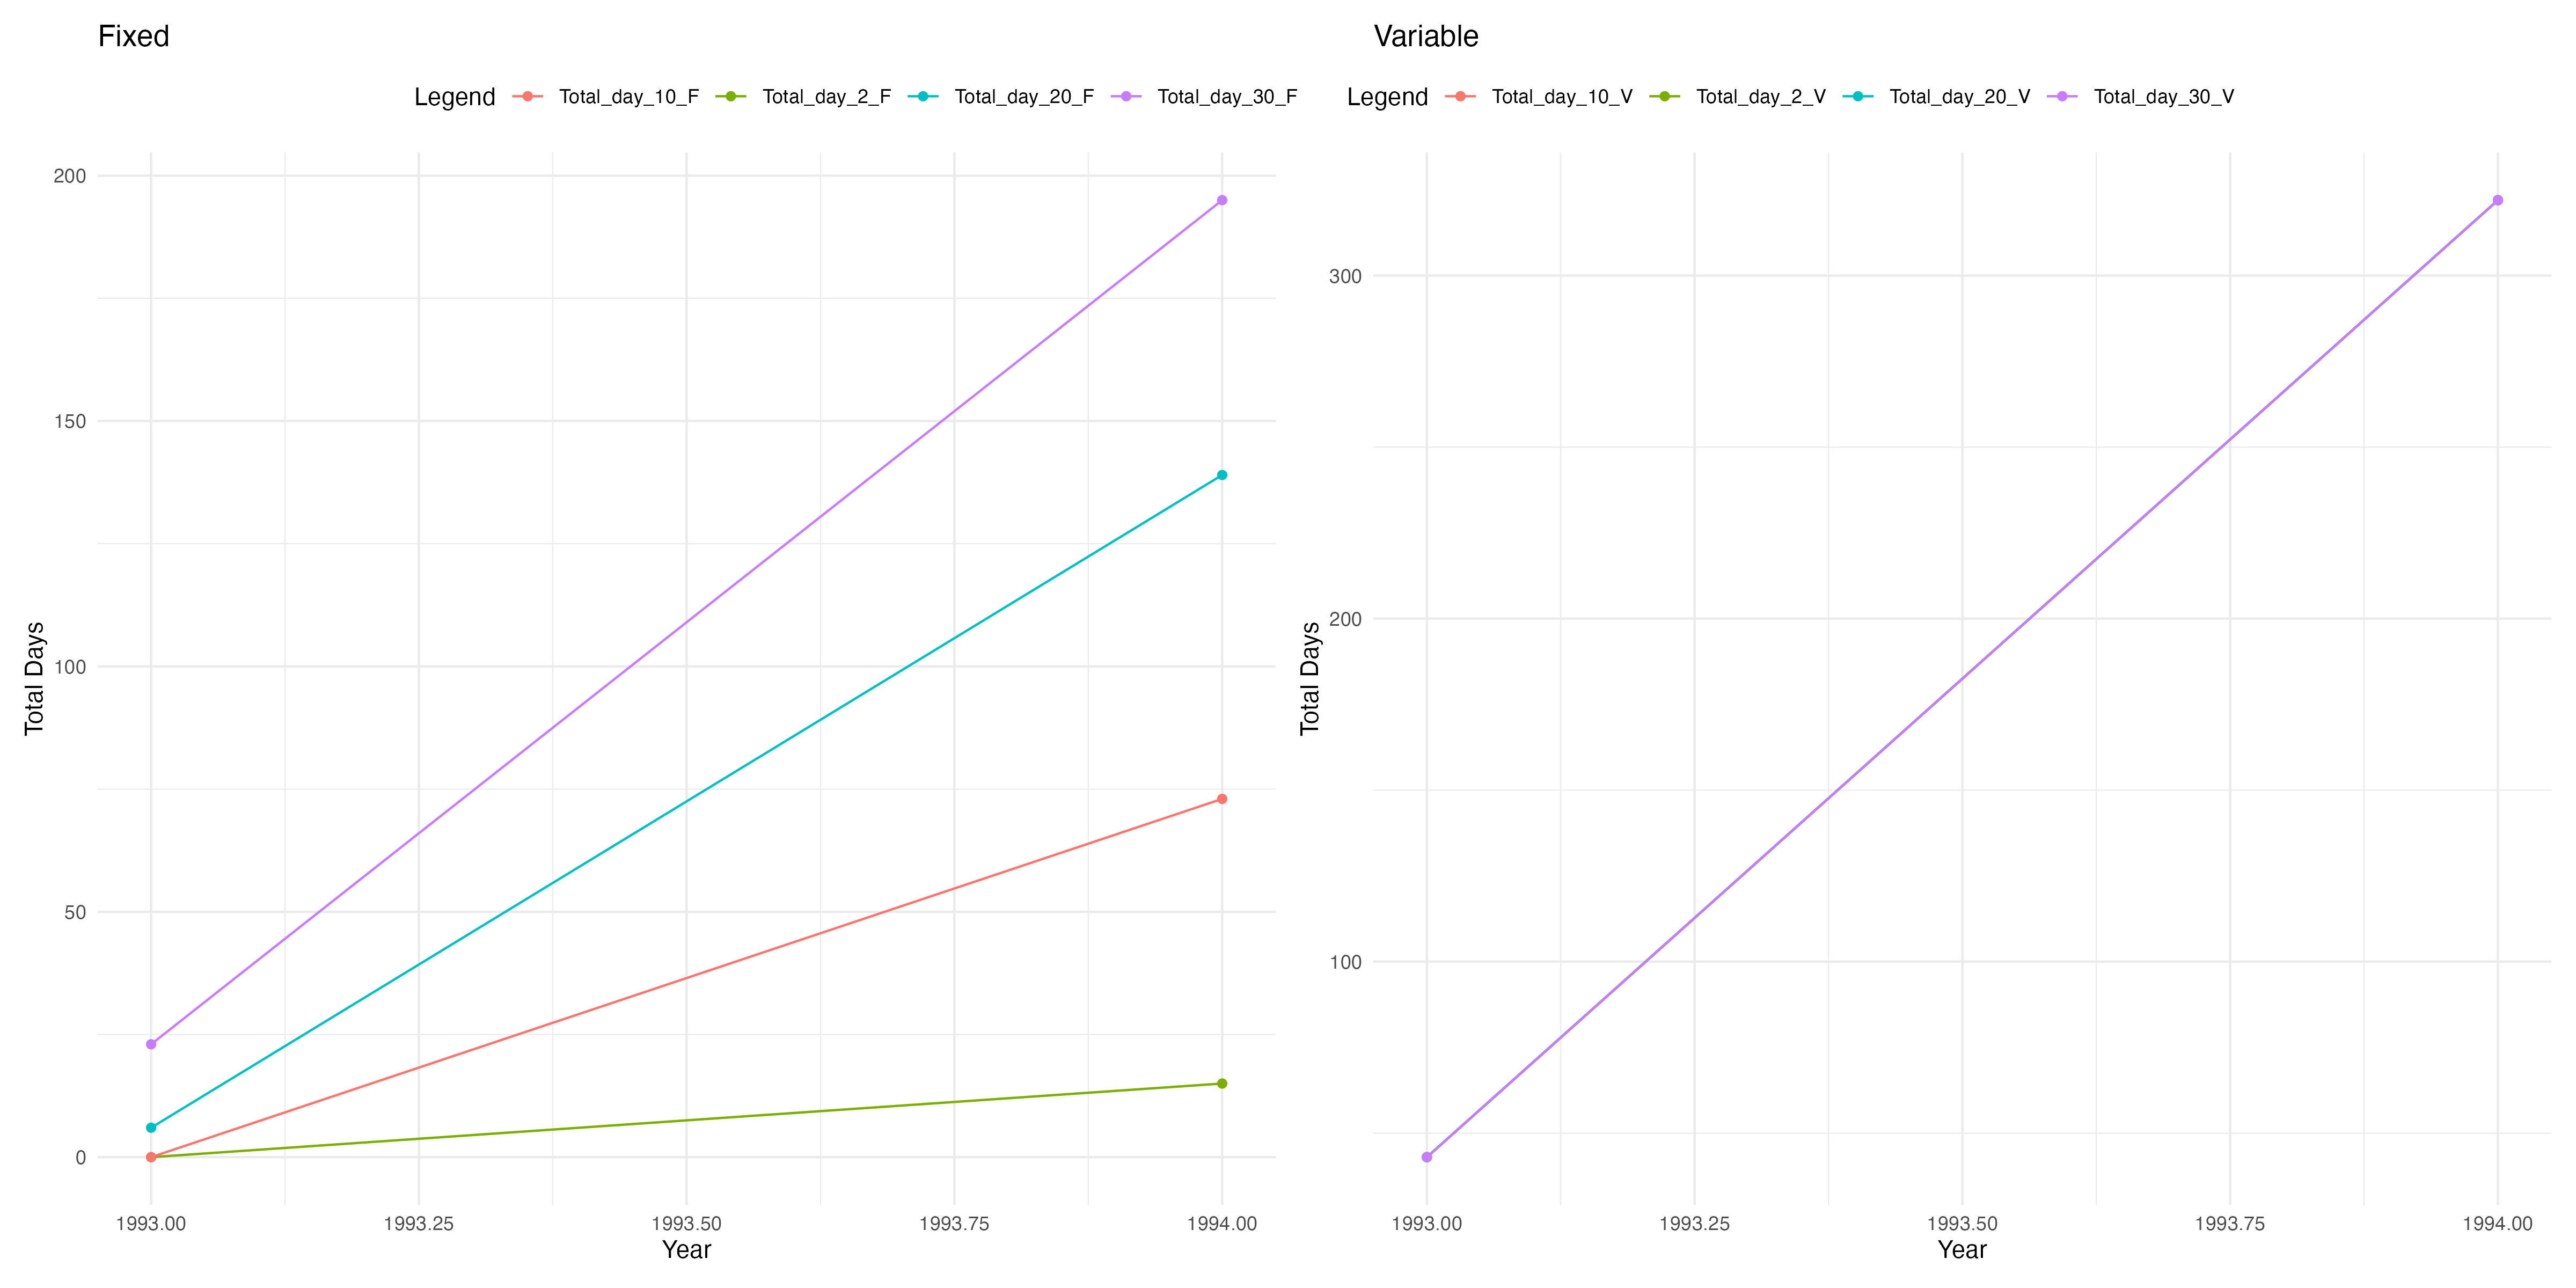 Fixed
Legend Total_day_10_F Total_day_2_F Total_day_20_F Total_day_30_F
200
150
100
50
0
Total Days
1993.00 1993.25 1993.50 1993.75 1994.00
Year
Variable
Legend Total_day_10_V Total_day_2_V Total_day_20_V Total_day_30_V
300
200
100
Total Days
1993.00 1993.25 1993.50 1993.75 1994.00
Year